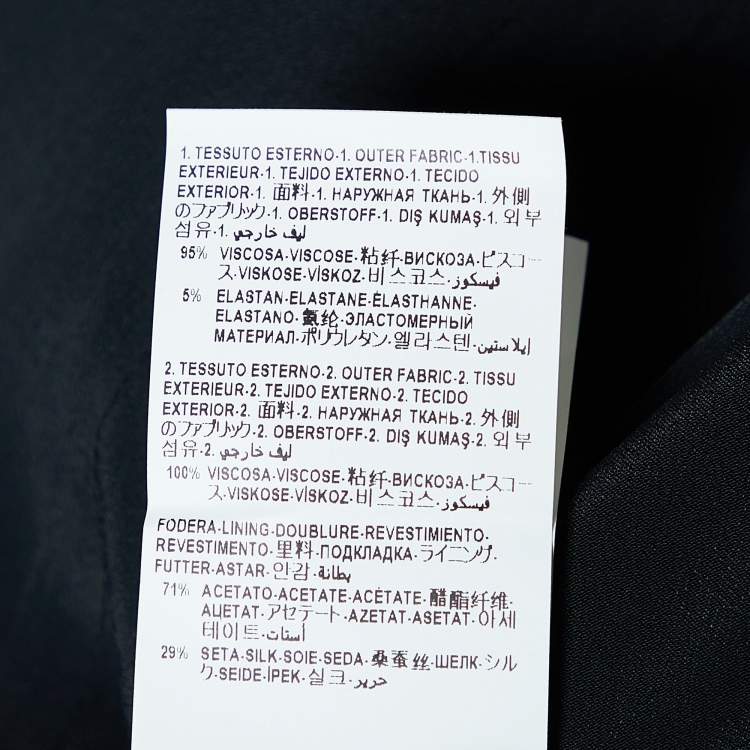 1. TESSUTO ESTERNO-1. OUTER FABRIC-1.TISSU
EXTERIEUR-1. TEJIDO EXTERNO-1. TECIDO
EXTERIOR-1. 面料-1. НАРУЖНАЯ ТКАНЬ-1. 外側
のファブリック-1. OBERSTOFF-1. DIŞ KUMAŞ-1. 외부
섬유-1. ليف خارجي
95% VISCOSA-VISCOSE-粘纤-ВИСКОЗА-ビスコー
ス-VISKOSE-VİSKOZ-비스코스-فيسكوز
5% ELASTAN-ELASTANE-ÉLASTHANNE-
ELASTANO-氨纶-ЭЛАСТОМЕРНЫЙ
МАТЕРИАЛ-ポリウレタン-엘라스텐-إيلاستين
2. TESSUTO ESTERNO-2. OUTER FABRIC-2. TISSU
EXTERIEUR-2. TEJIDO EXTERNO-2. TECIDO
EXTERIOR-2. 面料-2. НАРУЖНАЯ ТКАНЬ-2. 外側
のファブリック-2. OBERSTOFF-2. DIŞ KUMAŞ-2. 외부
섬유-2. ليف خارجي
100% VISCOSA-VISCOSE-粘纤-ВИСКОЗА-ビスコー
ス-VISKOSE-VİSKOZ-비스코스-فيسكوز
FODERA-LINING-DOUBLURE-REVESTIMIENTO-
REVESTIMENTO-里料-ПОДКЛАДКА-ライニング-
FUTTER-ASTAR-안감-بطانة
71% ACETATO-ACETATE-ACÉTATE-醋酯纤维-
АЦЕТАТ-アセテート-AZETAT-ASETAT-아세
테이트-أستات
29% SETA-SILK-SOIE-SEDA-桑蚕丝-ШЕЛК-シル
ク-SEIDE-İPEK-실크-حرير